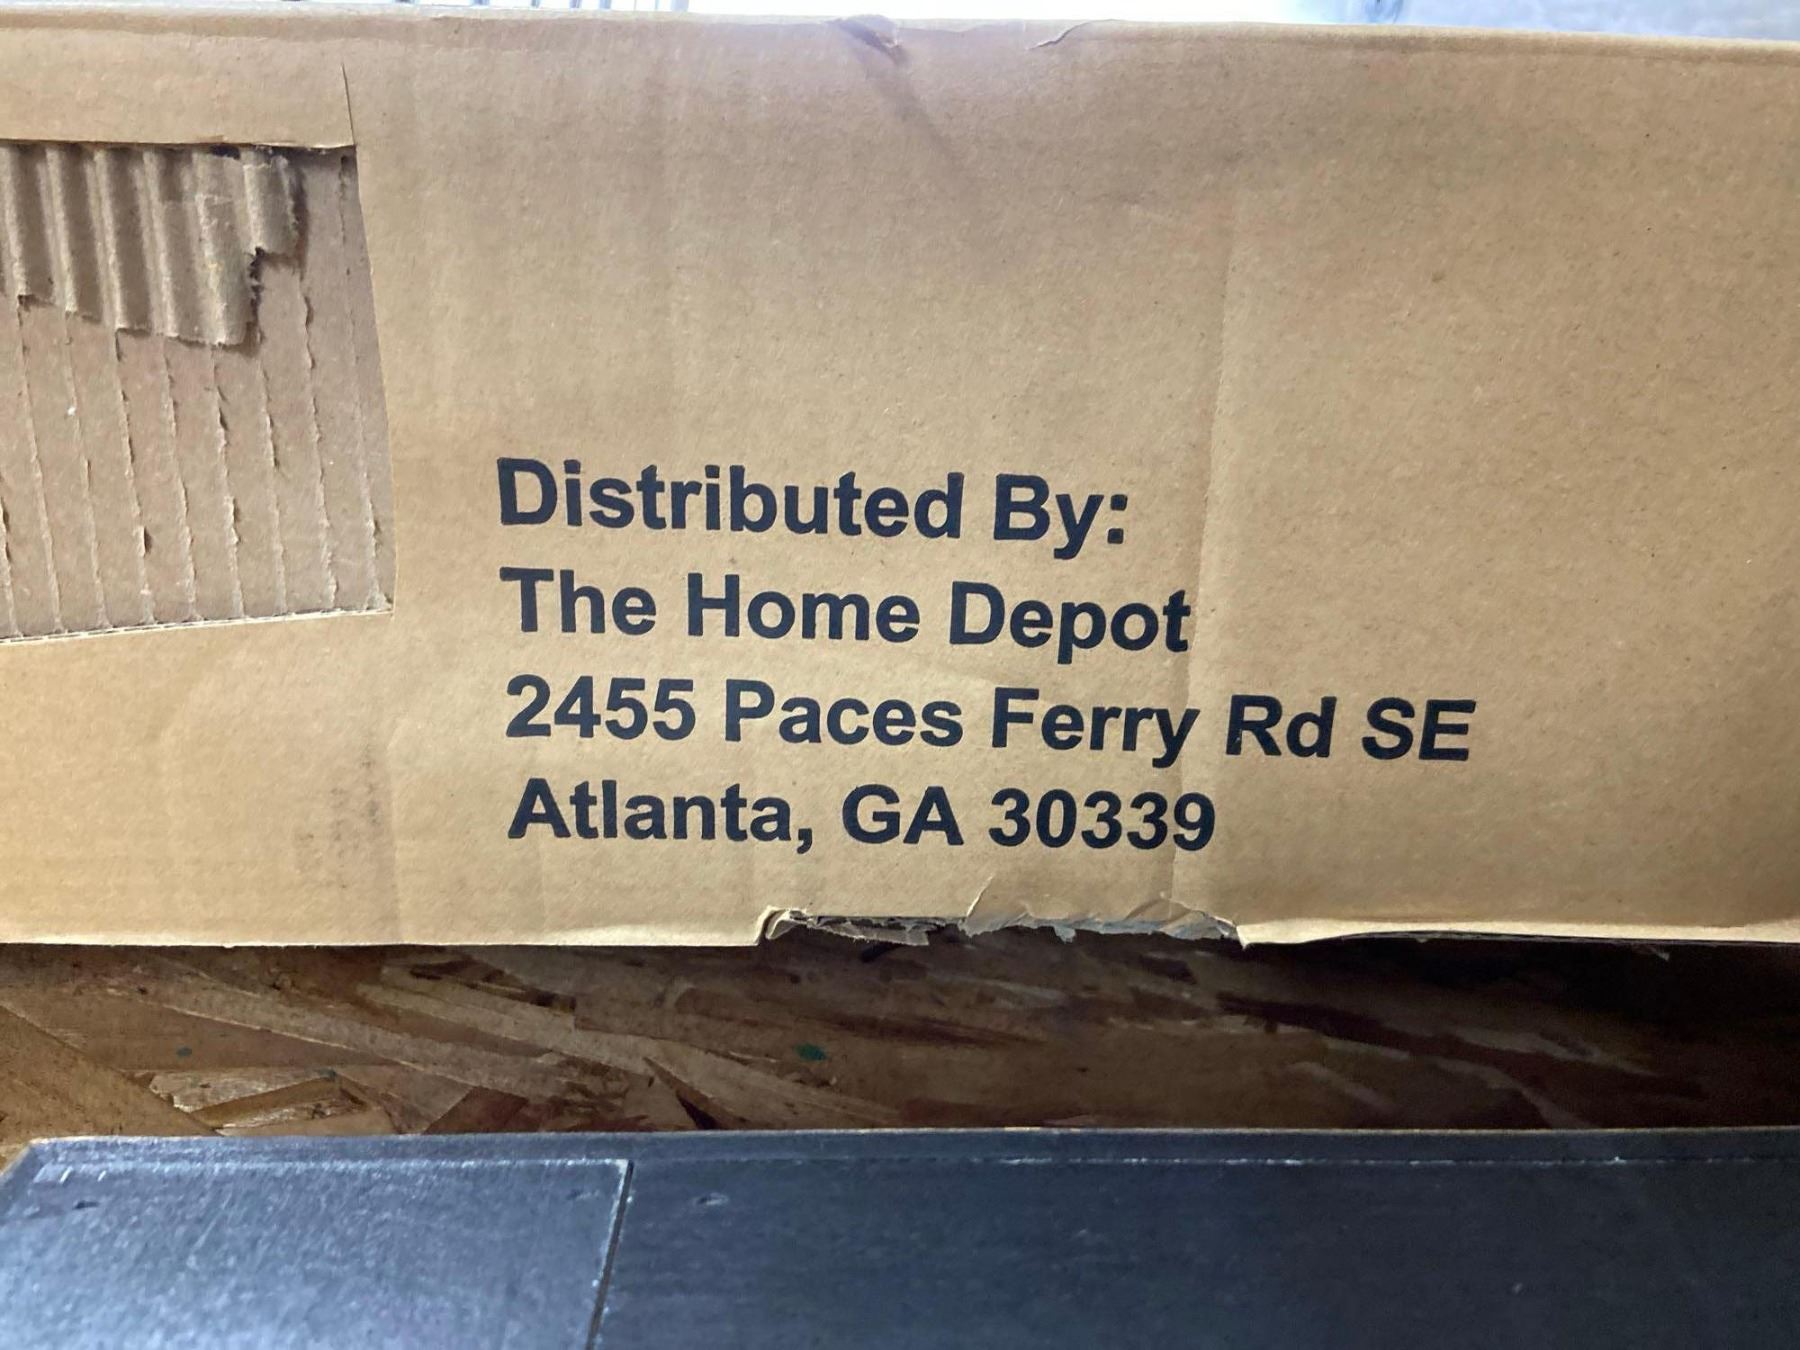 Distributed By:
The Home Depot
2455 Paces Ferry Rd SE
Atlanta, GA 30339